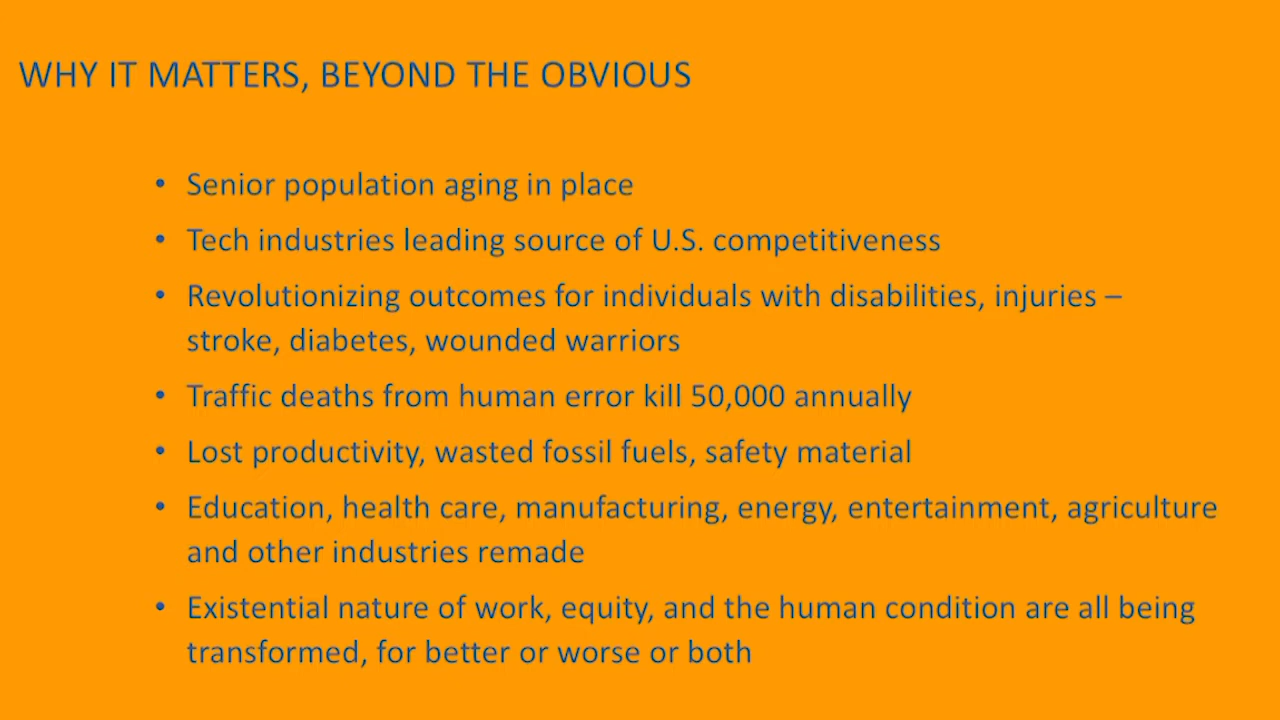 WHY IT MATTERS, BEYOND THE OBVIOUS
• Senior population aging in place
• Tech industries leading source of U.S. competitiveness
• Revolutionizing outcomes for individuals with disabilities, injuries –
stroke, diabetes, wounded warriors
• Traffic deaths from human error kill 50,000 annually
• Lost productivity, wasted fossil fuels, safety material
• Education, health care, manufacturing, energy, entertainment, agriculture
and other industries remade
• Existential nature of work, equity, and the human condition are all being
transformed, for better or worse or both